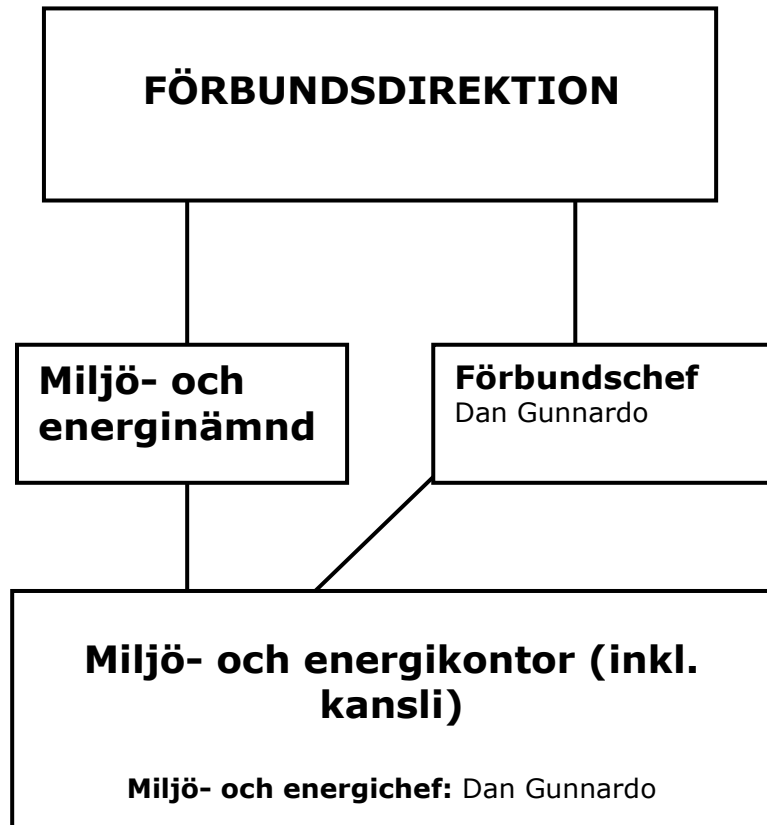 FÖRBUNDSDIREKTION
Miljö- och
energinämnd
Förbundschef
Dan Gunnardo
Miljö- och energikontor (inkl.
kansli)
Miljö- och energichef: Dan Gunnardo